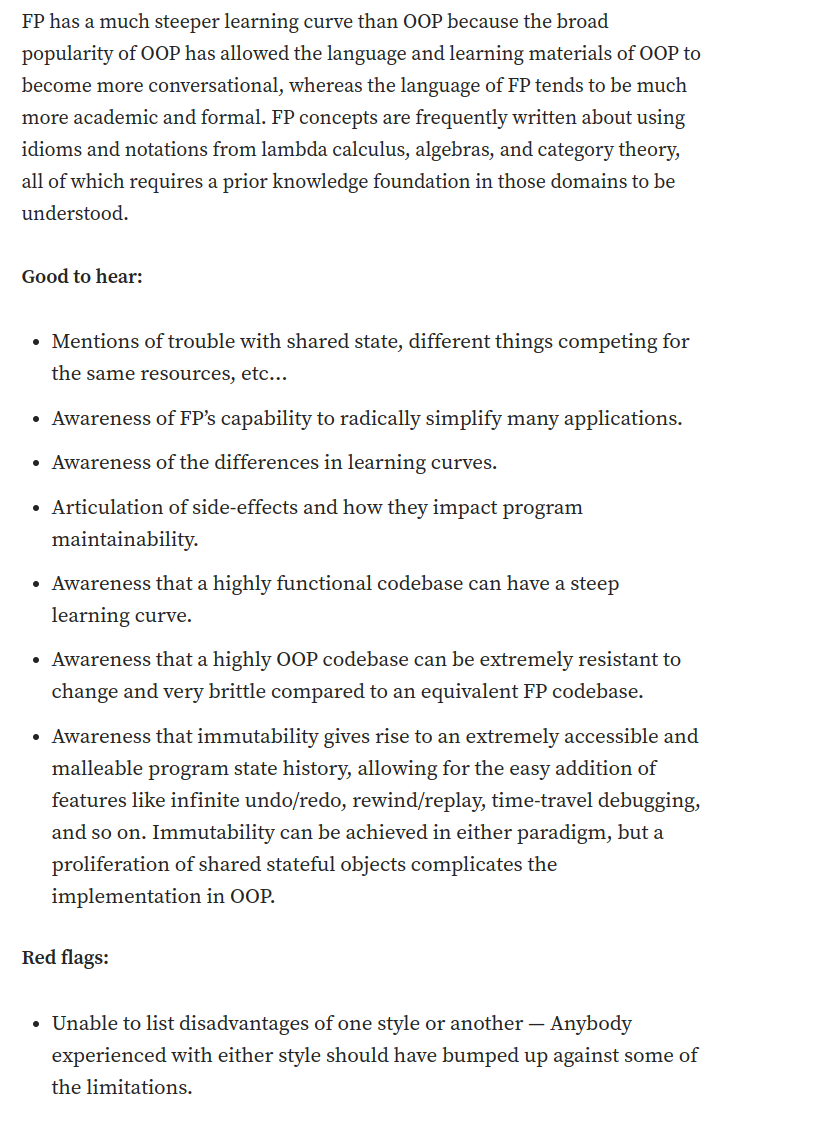 FP has a much steeper learning curve than OOP because the broad
popularity of OOP has allowed the language and learning materials of OOP to
become more conversational, whereas the language of FP tends to be much
more academic and formal. FP concepts are frequently written about using
idioms and notations from lambda calculus, algebras, and category theory,
all of which requires a prior knowledge foundation in those domains to be
understood.
Good to hear:
• Mentions of trouble with shared state, different things competing for
the same resources, etc…
• Awareness of FP’s capability to radically simplify many applications.
• Awareness of the differences in learning curves.
• Articulation of side-effects and how they impact program
maintainability.
• Awareness that a highly functional codebase can have a steep
learning curve.
• Awareness that a highly OOP codebase can be extremely resistant to
change and very brittle compared to an equivalent FP codebase.
• Awareness that immutability gives rise to an extremely accessible and
malleable program state history, allowing for the easy addition of
features like infinite undo/redo, rewind/replay, time-travel debugging,
and so on. Immutability can be achieved in either paradigm, but a
proliferation of shared stateful objects complicates the
implementation in OOP.
Red flags:
• Unable to list disadvantages of one style or another — Anybody
experienced with either style should have bumped up against some of
the limitations.